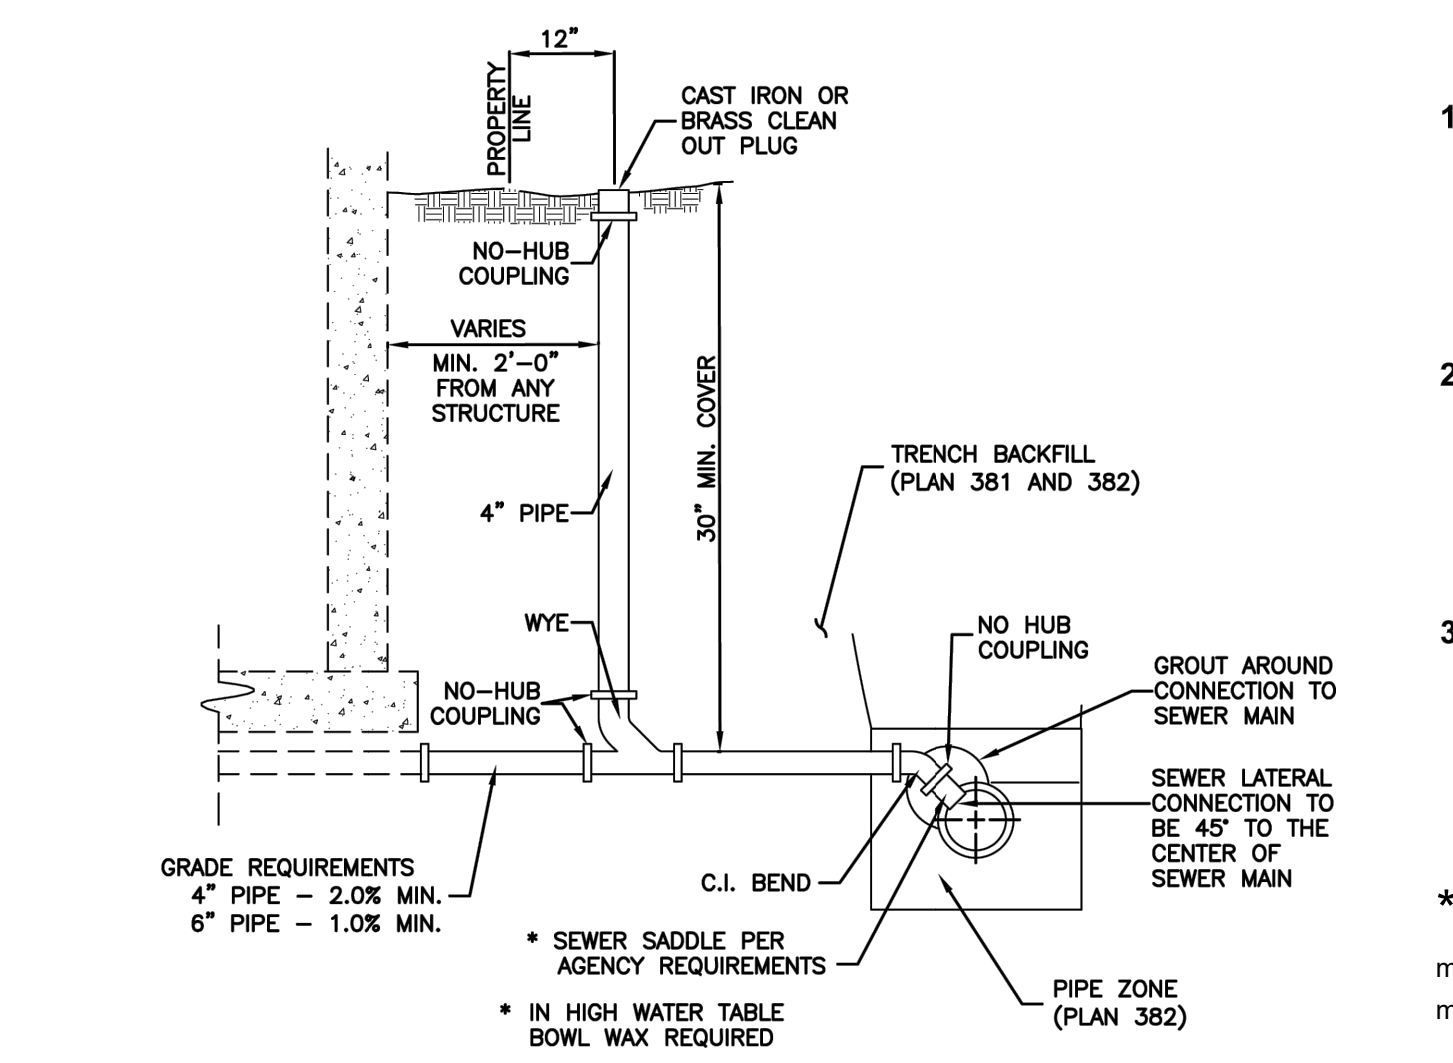 12”
PROPERTY
LINE
CAST IRON OR
BRASS CLEAN
OUT PLUG
1
NO–HUB
COUPLING
VARIES
MIN. 2’–0”
FROM ANY
STRUCTURE
30” MIN. COVER
2
TRENCH BACKFILL
(PLAN 381 AND 382)
4” PIPE
WYE
NO HUB
COUPLING
3
GROUT AROUND
CONNECTION TO
SEWER MAIN
NO–HUB
COUPLING
SEWER LATERAL
CONNECTION TO
BE 45° TO THE
CENTER OF
SEWER MAIN
GRADE REQUIREMENTS
4” PIPE – 2.0% MIN.
6” PIPE – 1.0% MIN.
C.I. BEND
*
* SEWER SADDLE PER
AGENCY REQUIREMENTS
m
PIPE ZONE
(PLAN 382)
m
* IN HIGH WATER TABLE
BOWL WAX REQUIRED